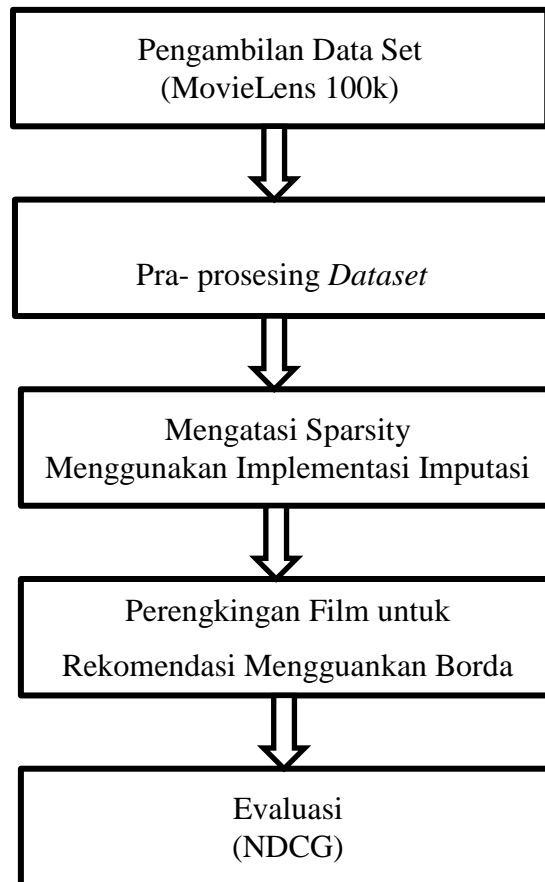 Pengambilan Data Set
(MovieLens 100k)
Pra- prosesing Dataset
Mengatasi Sparsity
Menggunakan Implementasi Imputasi
Perengkingan Film untuk
Rekomendasi Mengguankan Borda
Evaluasi
(NDCG)